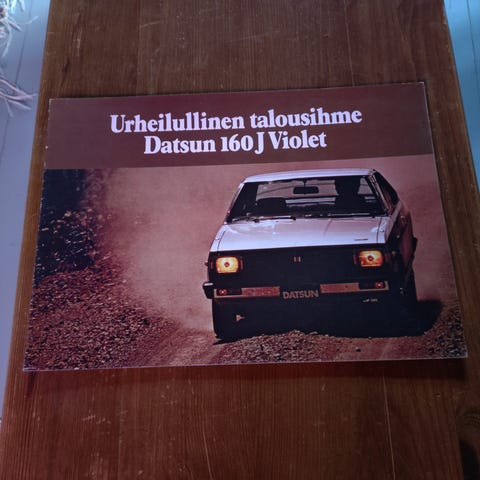 Urheilullinen talousihme
Datsun 160 J Violet
DATSUN